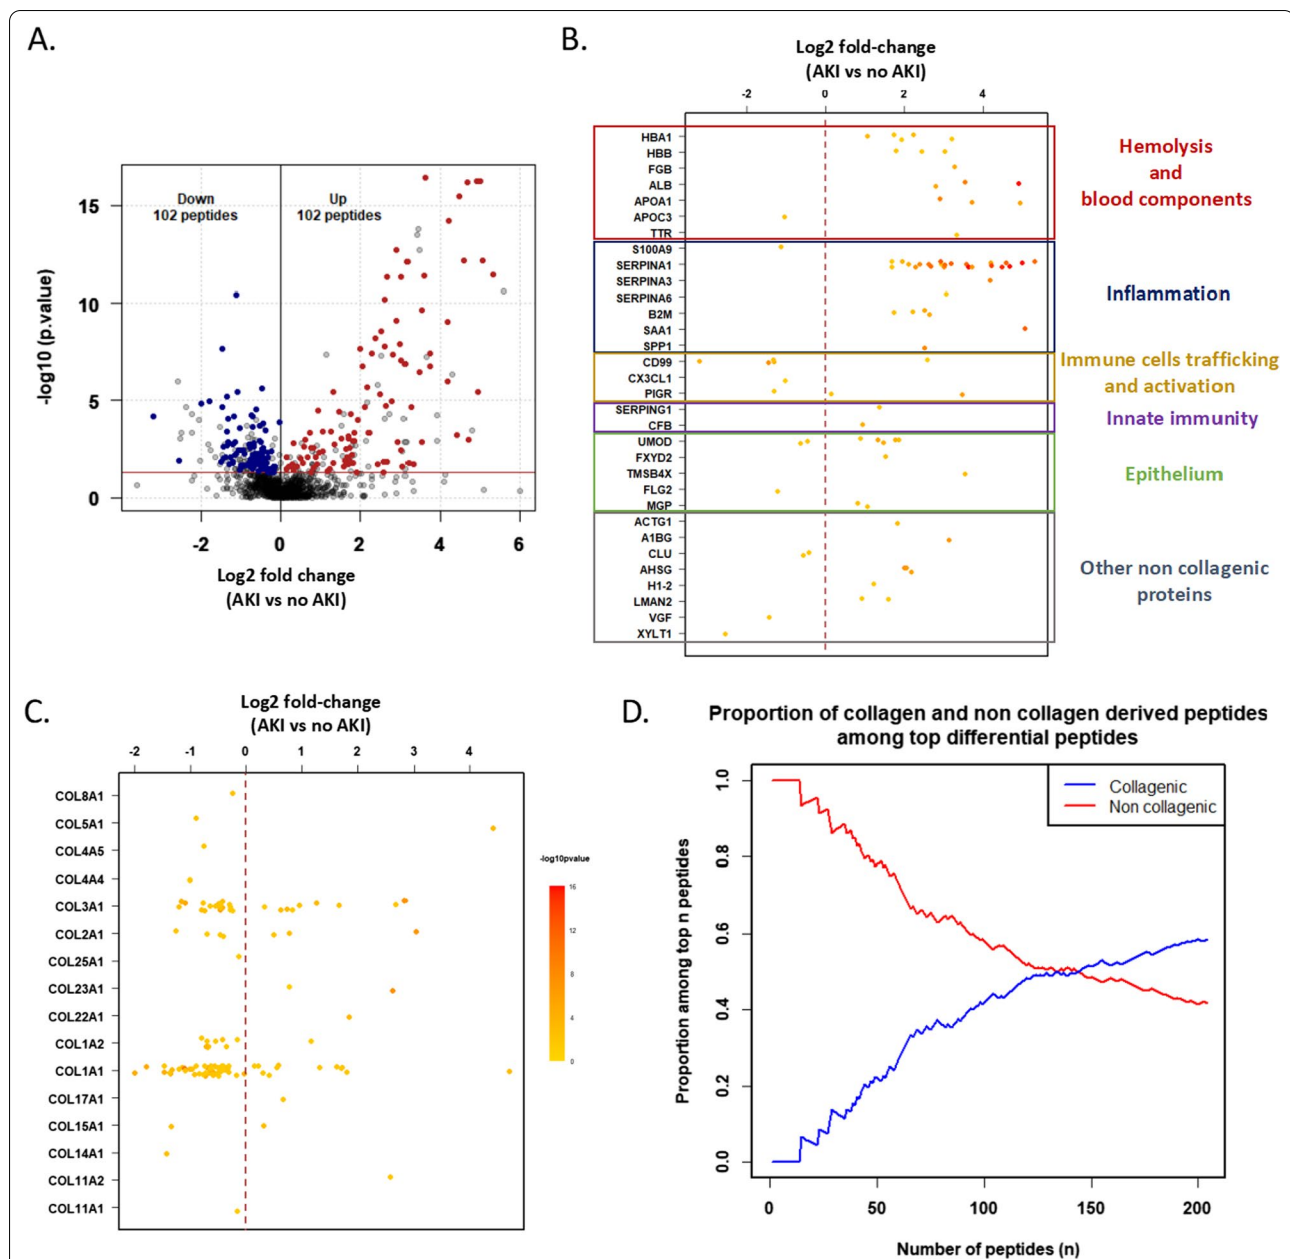 A.
Down
102 peptides
Up
102 peptides
15
10
5
0
-log10 (p.value)
-2
0
2
4
6
Log2 fold change
(AKI vs no AKI)
B.
Log2 fold-change
(AKI vs no AKI)
-2
0
2
4
HBA1
HBB
FGB
ALB
APOA1
APOC3
TTR
Hemolysis
and
blood components
S100A9
SERPINA1
SERPINA3
SERPINA6
B2M
SAA1
SPP1
Inflammation
CD99
CX3CL1
PIGR
Immune cells trafficking
and activation
SERPING1
CFB
Innate immunity
UMOD
FXYD2
TMSB4X
FLG2
MGP
Epithelium
ACTG1
A1BG
CLU
AHSG
H1-2
LMAN2
VGF
XYLT1
Other non collagenic
proteins
C.
Log2 fold-change
(AKI vs no AKI)
-2
-1
0
1
2
3
4
COL8A1
COL5A1
COL4A5
COL4A4
COL3A1
COL2A1
COL25A1
COL23A1
COL22A1
COL1A2
COL1A1
COL17A1
COL15A1
COL14A1
COL11A2
COL11A1
-log10pvalue
16
12
8
4
0
D.
Proportion of collagen and non collagen derived peptides
among top differential peptides
Collagenic
Non collagenic
1.0
0.8
0.6
0.4
0.2
0.0
Proportion among top n peptides
0
50
100
150
200
Number of peptides (n)